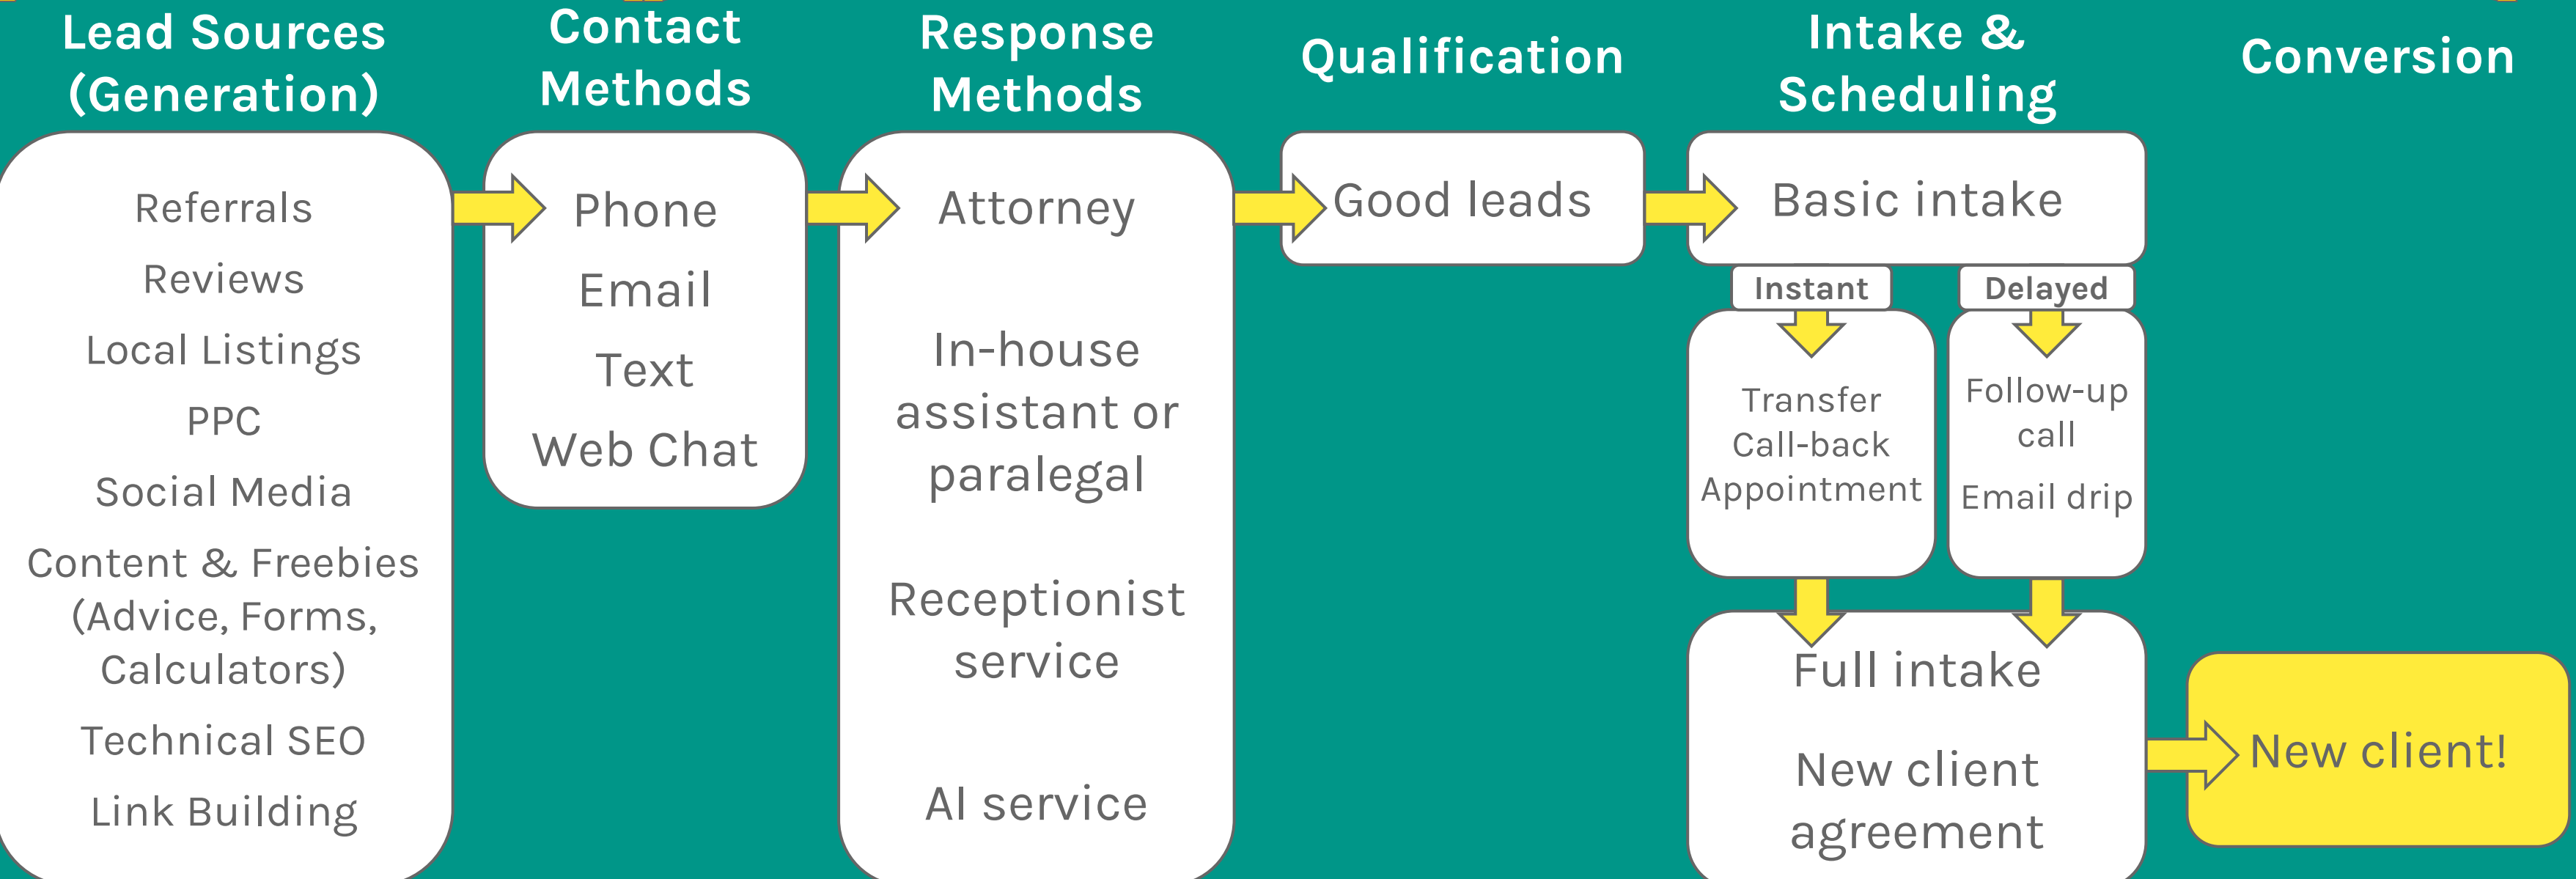 Lead Sources
(Generation)
Contact
Methods
Response
Methods
Qualification
Intake &
Scheduling
Conversion
Referrals
Reviews
Local Listings
PPC
Social Media
Content & Freebies
(Advice, Forms,
Calculators)
Technical SEO
Link Building
Phone
Email
Text
Web Chat
Attorney
In-house
assistant or
paralegal
Receptionist
service
AI service
Good leads
Basic intake
Instant
Delayed
Transfer
Call-back
Appointment
Follow-up
call
Email drip
Full intake
New client
agreement
New client!